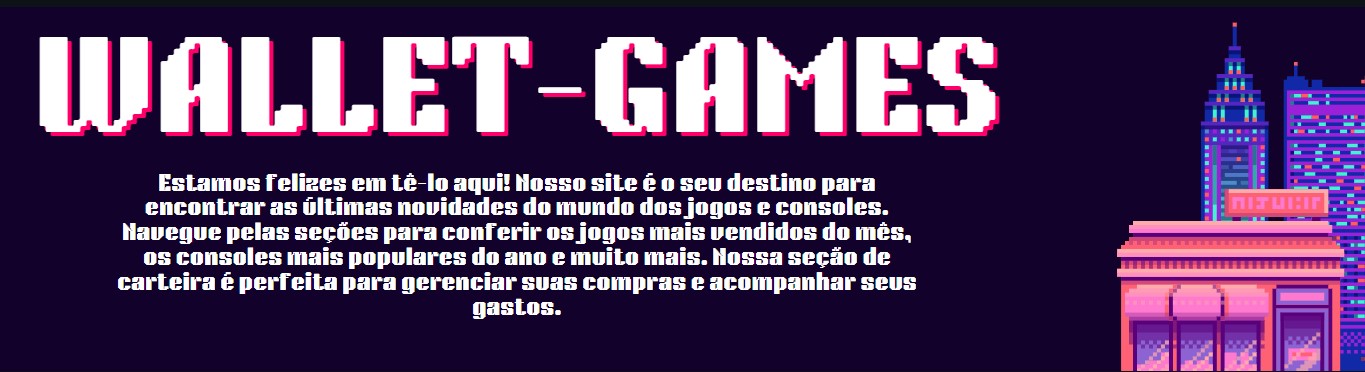 WALLET-GAMES
Estamos felizes em tê-lo aqui! Nosso site é o seu destino para
encontrar as últimas novidades do mundo dos jogos e consoles.
Navegue pelas seções para conferir os jogos mais vendidos do mês,
os consoles mais populares do ano e muito mais. Nossa seção de
carteira é perfeita para gerenciar suas compras e acompanhar seus
gastos.